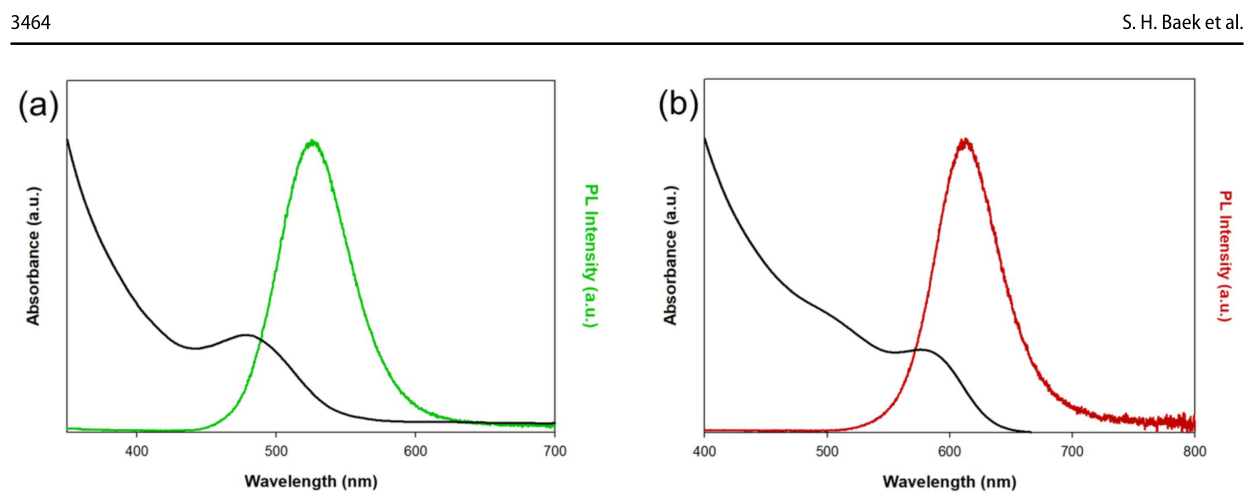 3464
S. H. Baek et al.
(a)
Absorbance (a.u.)
PL Intensity (a.u.)
400
500
600
700
Wavelength (nm)
(b)
Absorbance (a.u.)
PL Intensity (a.u.)
400
500
600
700
800
Wavelength (nm)